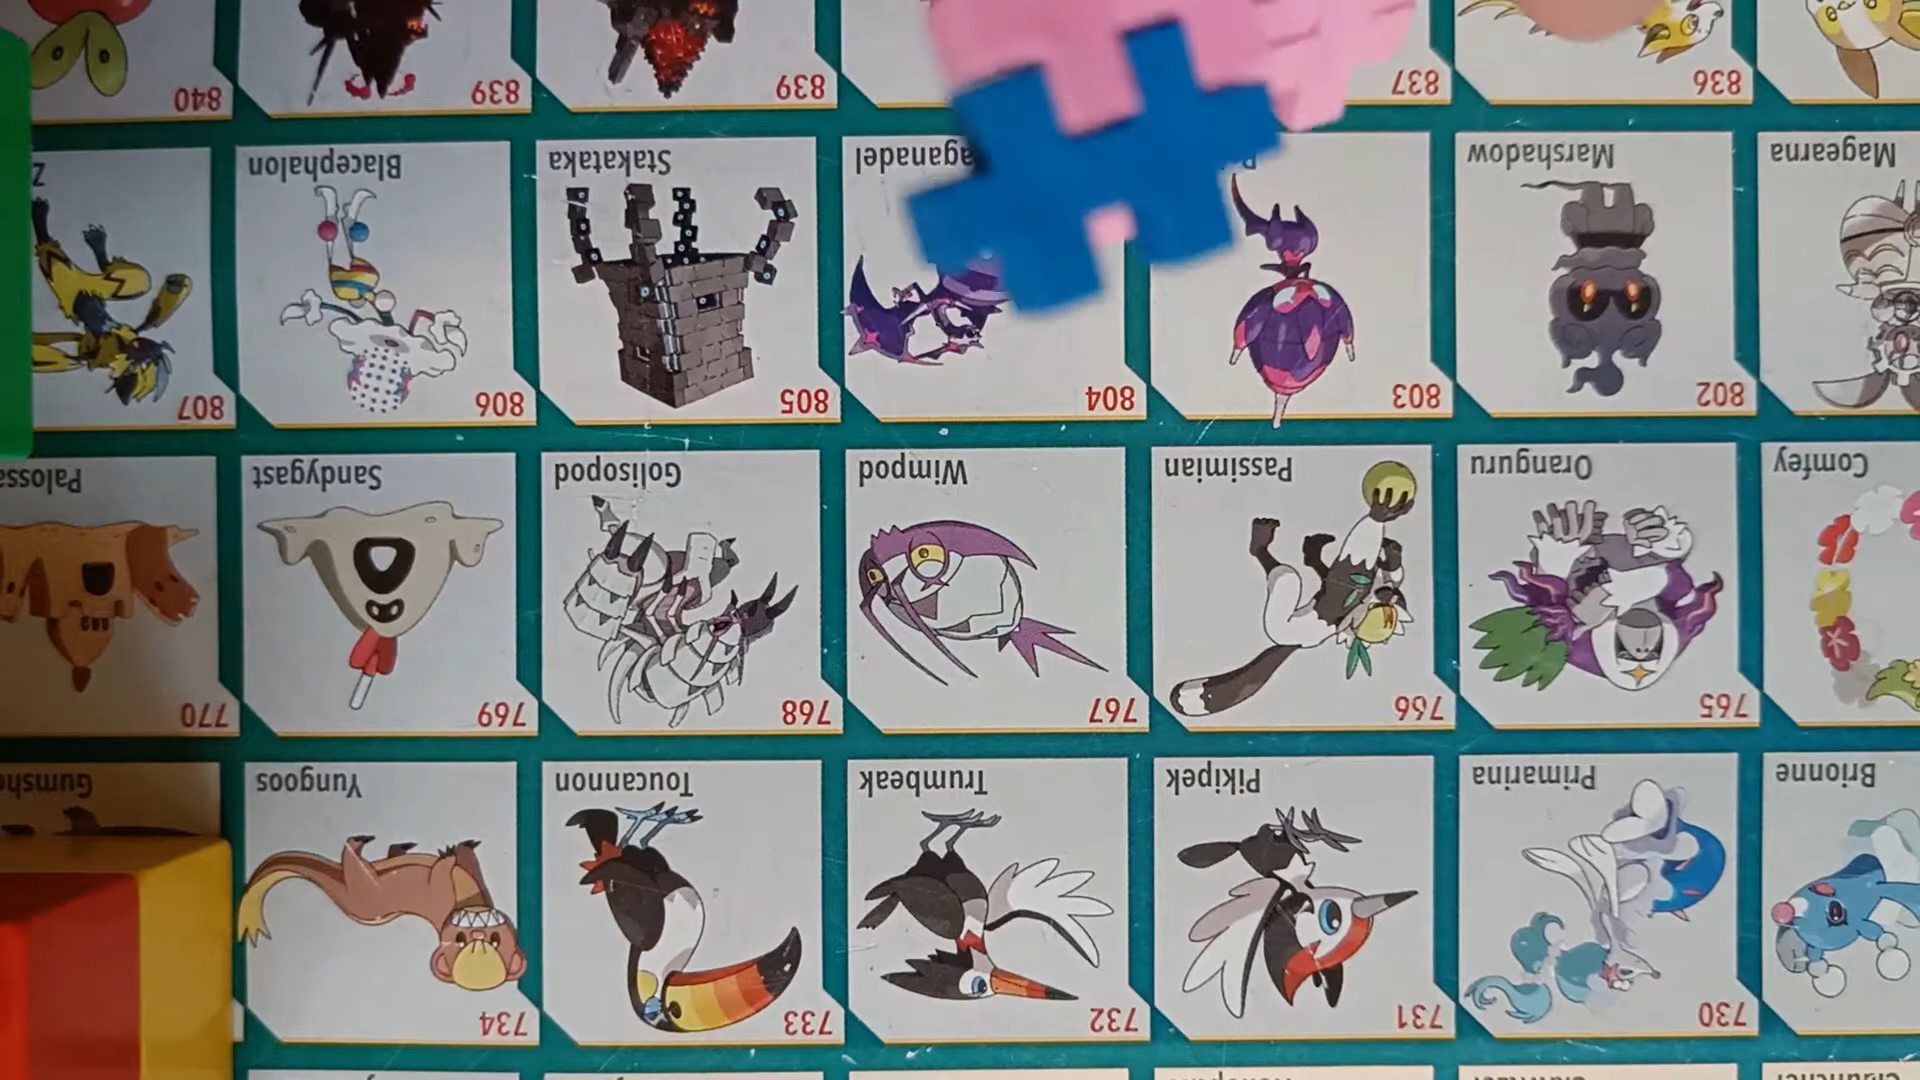 Brionne
730
Primarina
731
Pikipek
732
Trumbeak
733
Toucannon
734
Yungoos
Comfey
765
Oranguru
766
Passimian
767
Wimpod
768
Golisopod
769
Sandygast
770
Magearna
802
Marshadow
803
804
805
Stakataka
806
Blacephalon
807
836
837
839
839
840